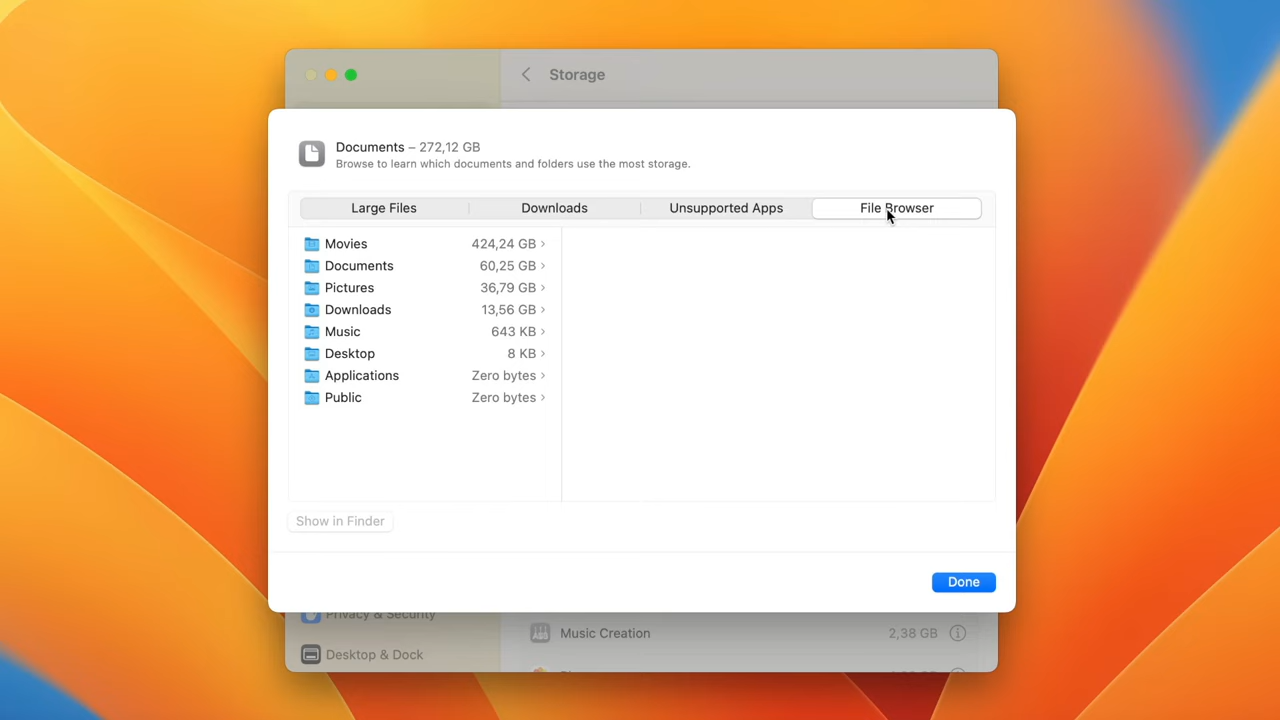 Storage
Documents – 272,12 GB
Browse to learn which documents and folders use the most storage.
Large Files Downloads Unsupported Apps File Browser
Movies 424,24 GB
Documents 60,25 GB
Pictures 36,79 GB
Downloads 13,56 GB
Music 643 KB
Desktop 8 KB
Applications Zero bytes
Public Zero bytes
Show in Finder
Done
Privacy & Security
Music Creation 2,38 GB
Desktop & Dock